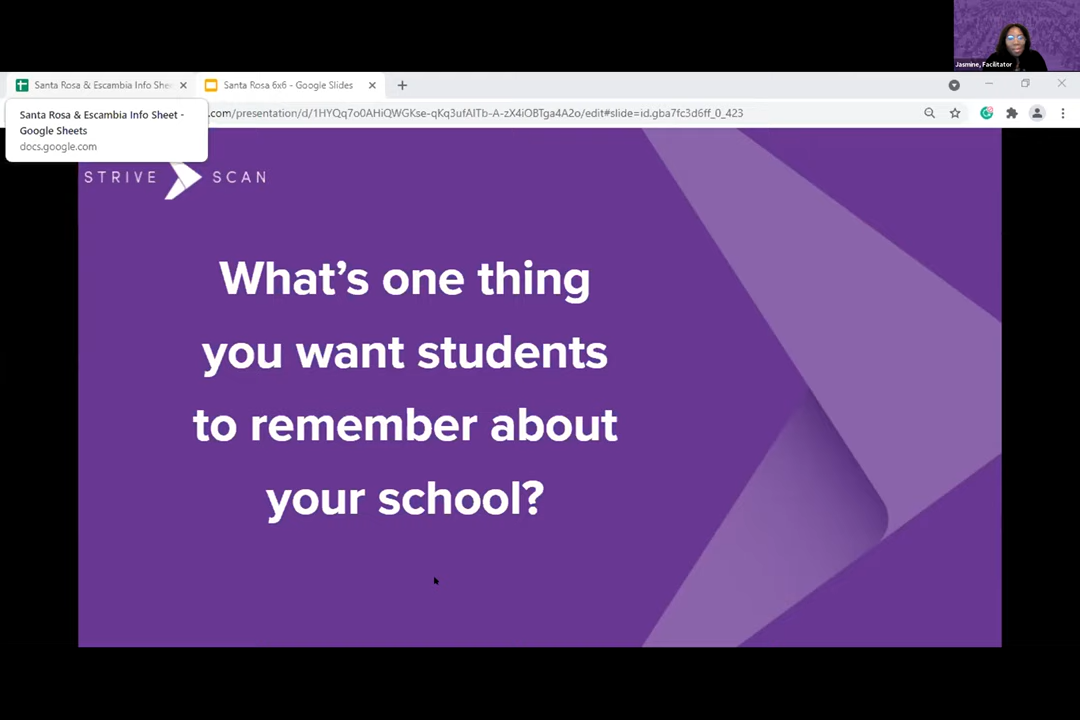 Jasmine, Facilitator
Santa Rosa & Escambia Info She
Santa Rosa 6x6 - Google Slides
Santa Rosa & Escambia Info Sheet -
Google Sheets
docs.google.com
.com/presentation/d/1HYQq7o0AHiQWGKse-qKq3ufAITb-A-zX4iOBTga4A2o/edit#slide=id.gba7fc3d6ff_0_423
STRIVE SCAN
What's one thing
you want students
to remember about
your school?